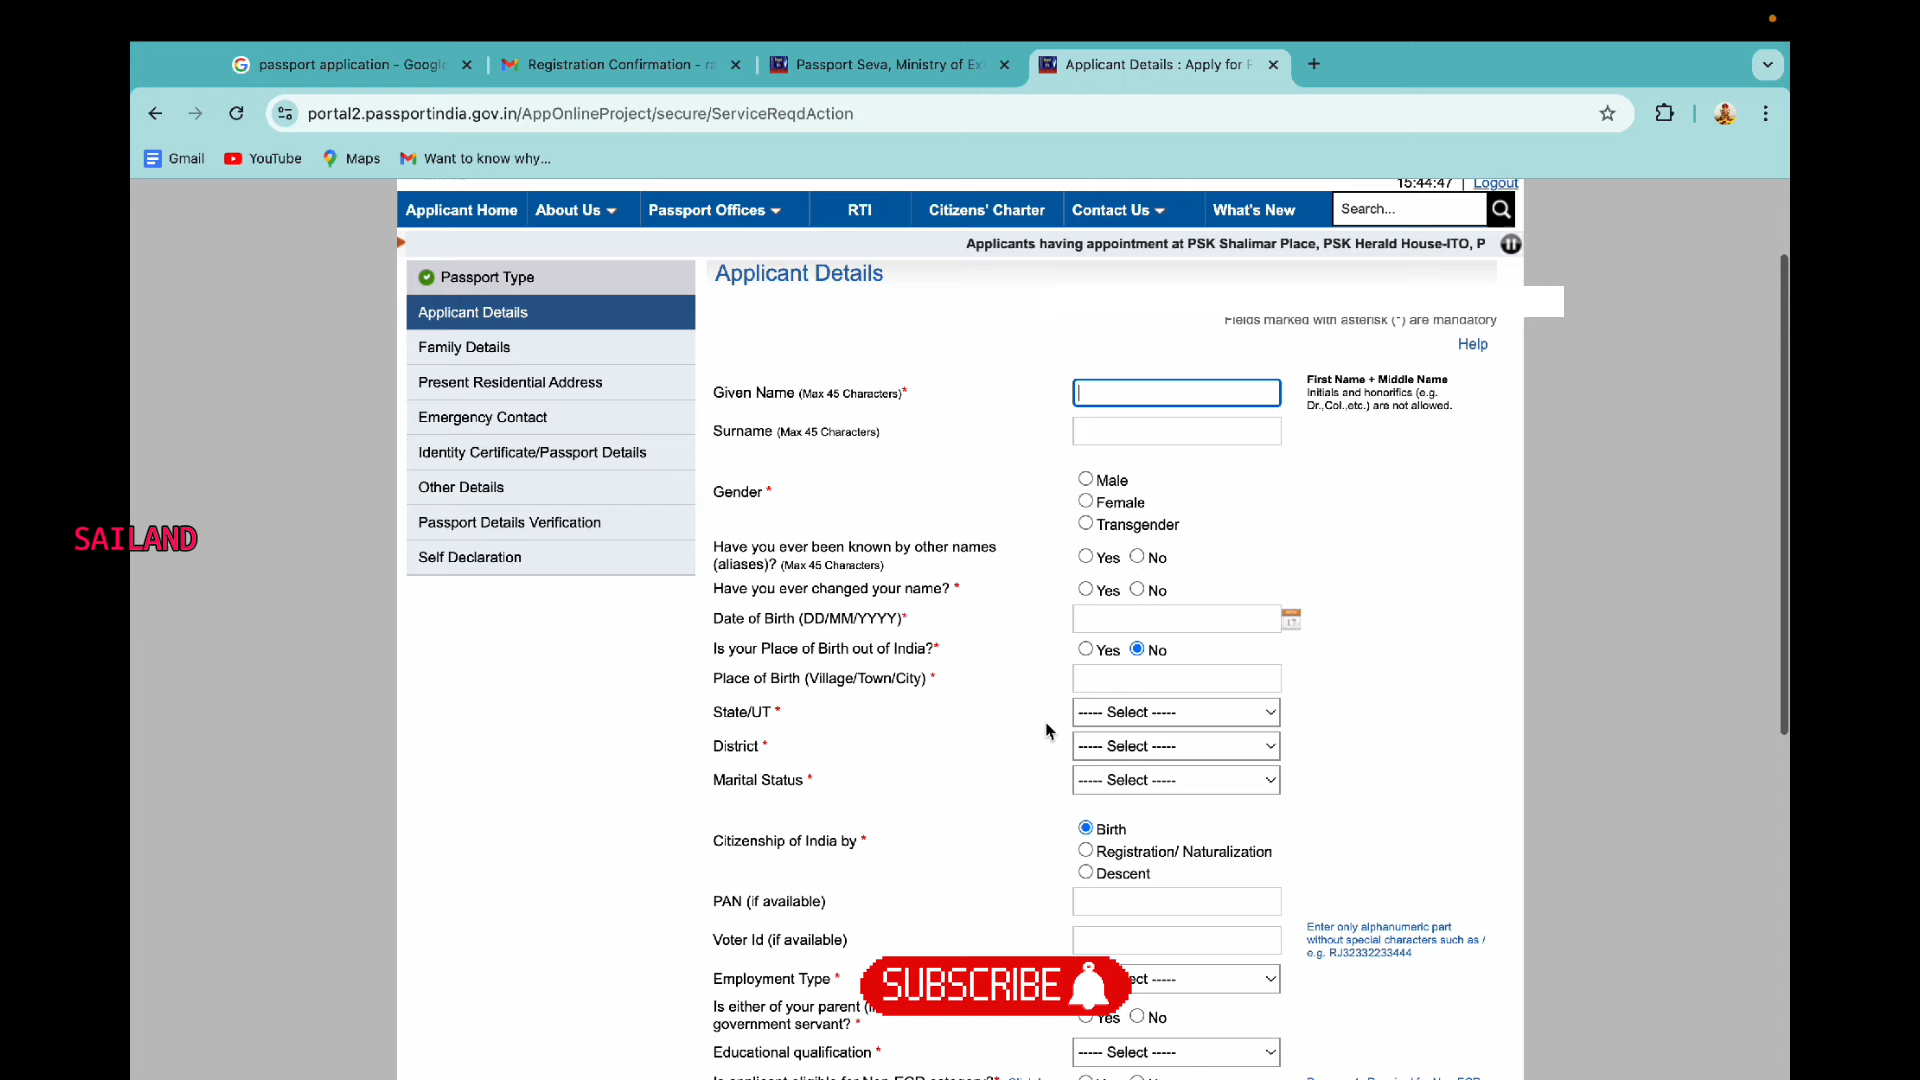 passport application - Google
Registration Confirmation - ra
Passport Seva, Ministry of Ext
Applicant Details : Apply for P
portal2.passportindia.gov.in/AppOnlineProject/secure/ServiceReqdAction
Gmail YouTube Maps Want to know why...
15:44:47 | Logout
Applicant Home About Us Passport Offices RTI Citizens' Charter Contact Us What's New Search...
Applicants having appointment at PSK Shalimar Place, PSK Herald House-ITO, P
Passport Type
Applicant Details
Family Details
Present Residential Address
Emergency Contact
Identity Certificate/Passport Details
Other Details
Passport Details Verification
Self Declaration
SAILAND
Applicant Details
Fields marked with asterisk (*) are mandatory
Help
Given Name (Max 45 Characters)*
First Name + Middle Name
Initials and honorifics (e.g.
Dr.,Col.,etc.) are not allowed.
Surname (Max 45 Characters)
Gender *
Male
Female
Transgender
Have you ever been known by other names
(aliases)? (Max 45 Characters)
Yes No
Have you ever changed your name? * Yes No
Date of Birth (DD/MM/YYYY)*
17
Is your Place of Birth out of India?* Yes No
Place of Birth (Village/Town/City) *
State/UT * ----- Select -----
District * ----- Select -----
Marital Status * ----- Select -----
Citizenship of India by *
Birth
Registration/ Naturalization
Descent
PAN (if available)
Voter Id (if available)
Enter only alphanumeric part
without special characters such as /
e.g. RJ32332233444
Employment Type * ect -----
SUBSCRIBE
Is either of your parent (i
government servant? * Yes No
Educational qualification * ----- Select -----